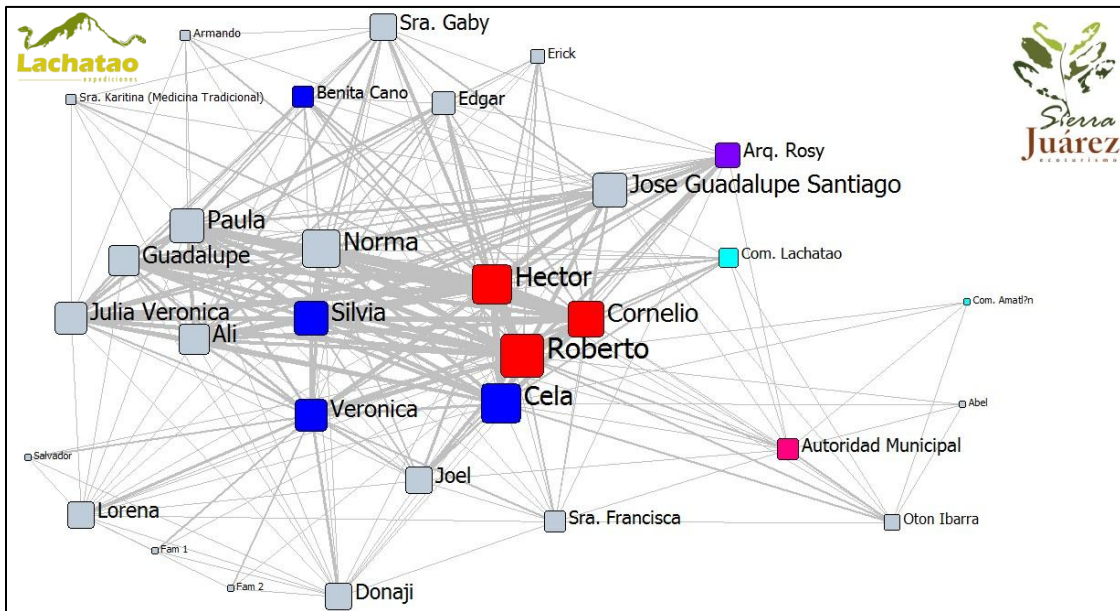 Lachatao
expediciones
Sierra
Juárez
ecoturismo
Sra. Gaby
Armando
Erick
Sra. Karitina (Medicina Tradicional)
Benita Cano
Edgar
Arq. Rosy
Jose Guadalupe Santiago
Paula
Norma
Guadalupe
Com. Lachatao
Hector
Com. Amatl?n
Julia Veronica
Silvia
Cornelio
Ali
Roberto
Cela
Abel
Veronica
Autoridad Municipal
Salvador
Joel
Lorena
Sra. Francisca
Oton Ibarra
Fam 1
Fam 2
Donaji